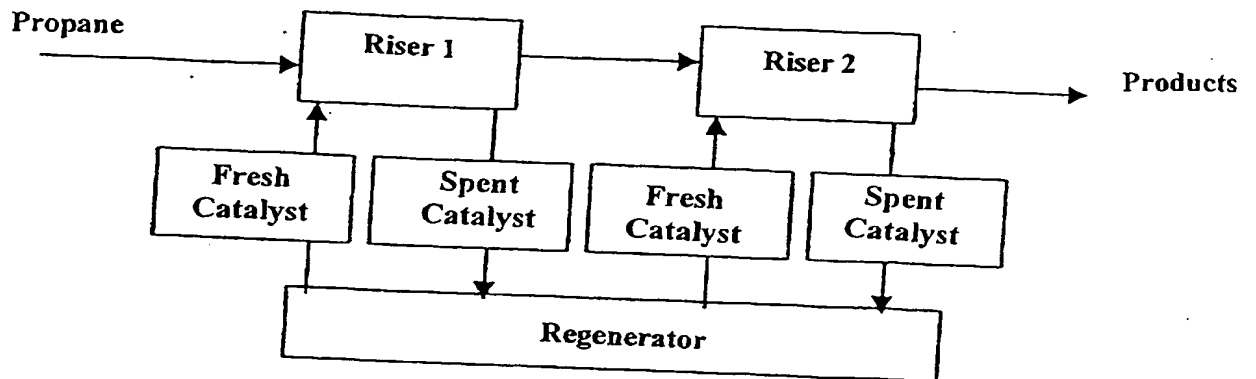 Propane
Riser 1
Riser 2
Products
Fresh
Catalyst
Spent
Catalyst
Fresh
Catalyst
Spent
Catalyst
Regenerator